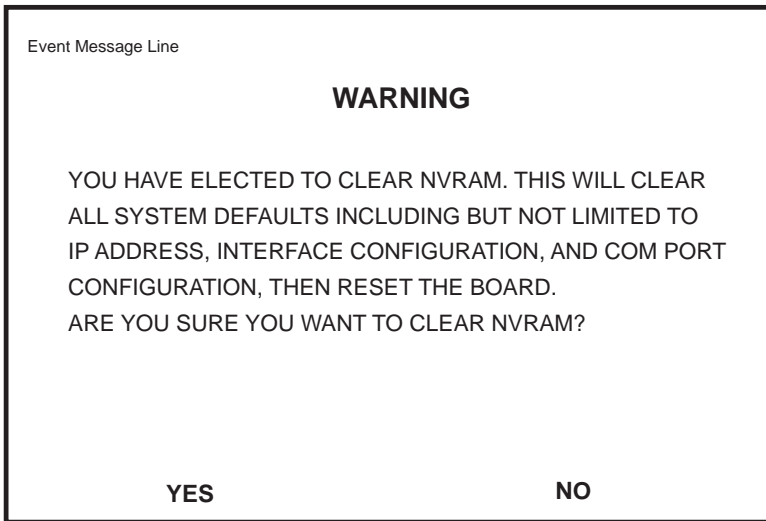 Event Message Line
WARNING
YOU HAVE ELECTED TO CLEAR NVRAM. THIS WILL CLEAR
ALL SYSTEM DEFAULTS INCLUDING BUT NOT LIMITED TO
IP ADDRESS, INTERFACE CONFIGURATION, AND COM PORT
CONFIGURATION, THEN RESET THE BOARD.
ARE YOU SURE YOU WANT TO CLEAR NVRAM?
YES NO